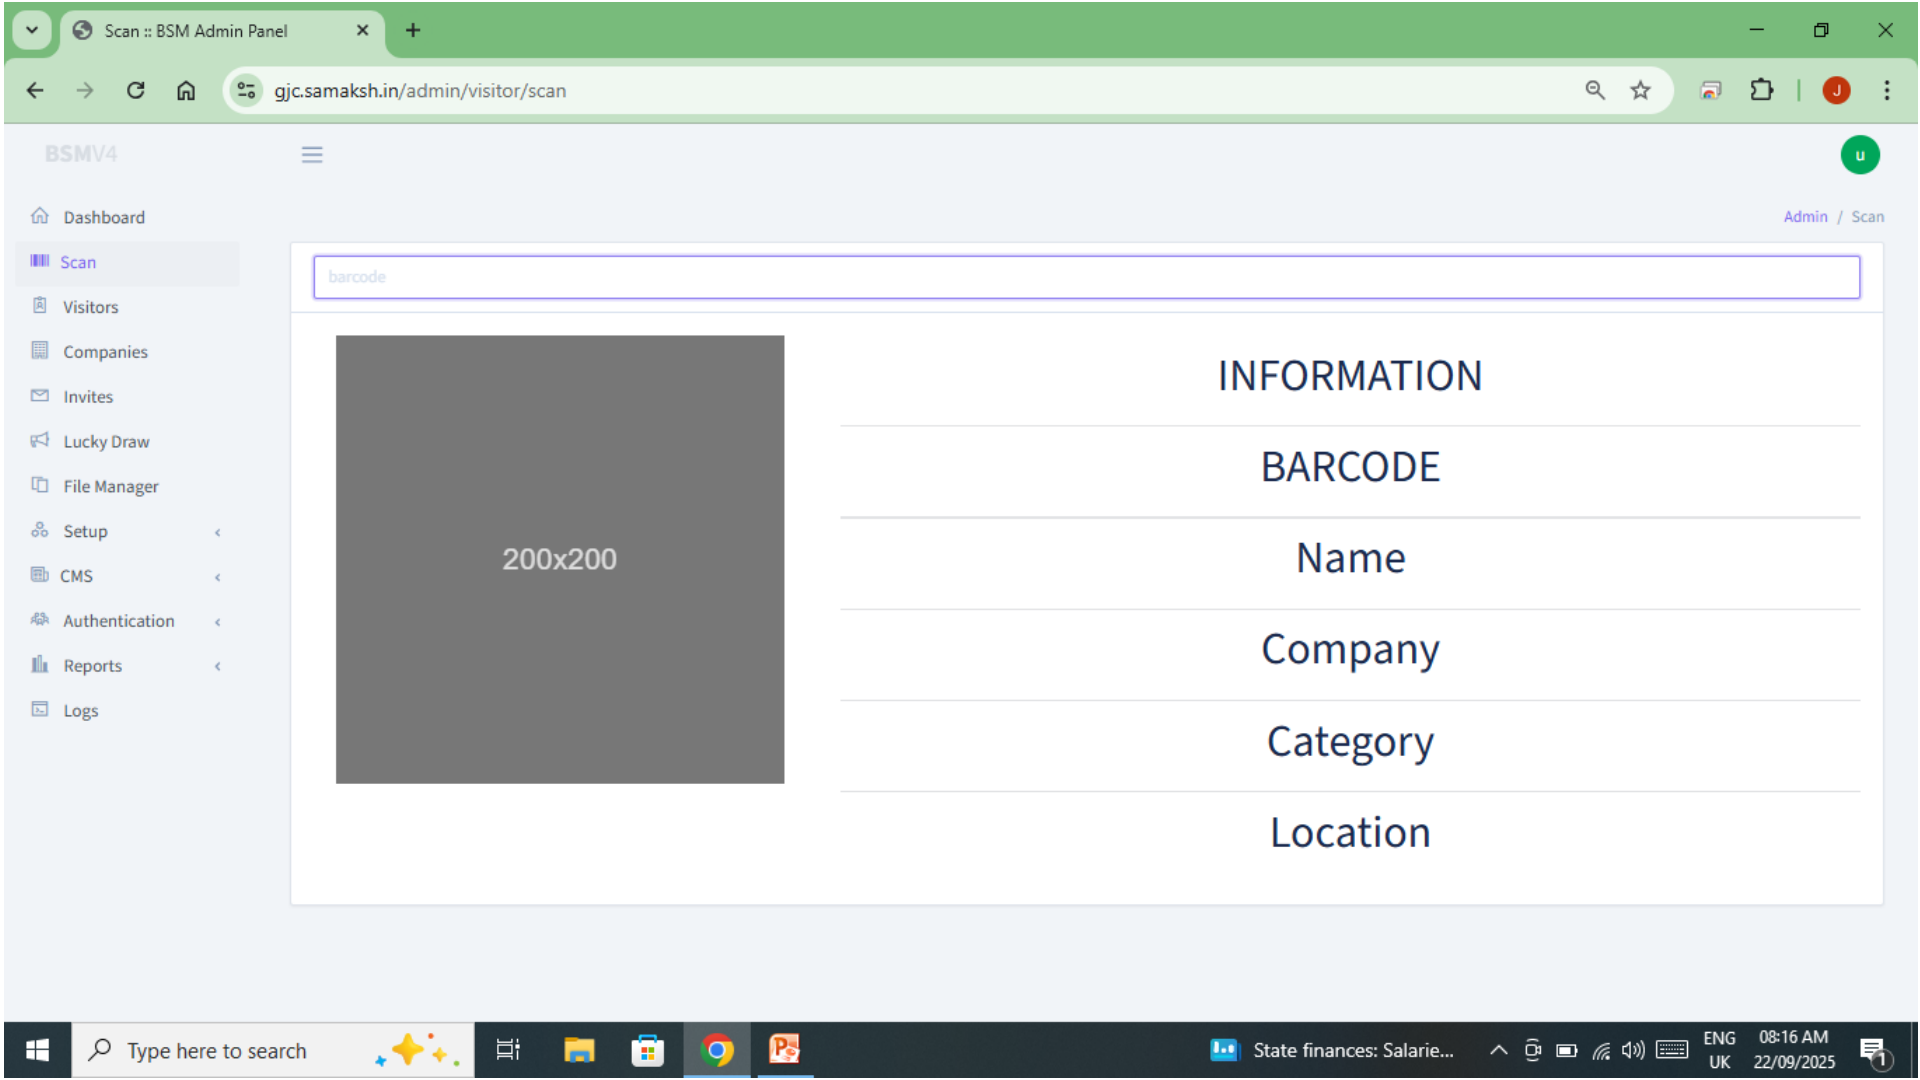 Scan :: BSM Admin Panel
gjc.samaksh.in/admin/visitor/scan
J
BSMV4
u
Dashboard
Admin / Scan
Scan
barcode
Visitors
Companies
Invites
Lucky Draw
File Manager
Setup
CMS
Authentication
Reports
Logs
200x200
INFORMATION
BARCODE
Name
Company
Category
Location
Type here to search
State finances: Salarie...
ENG
UK
08:16 AM
22/09/2025
1